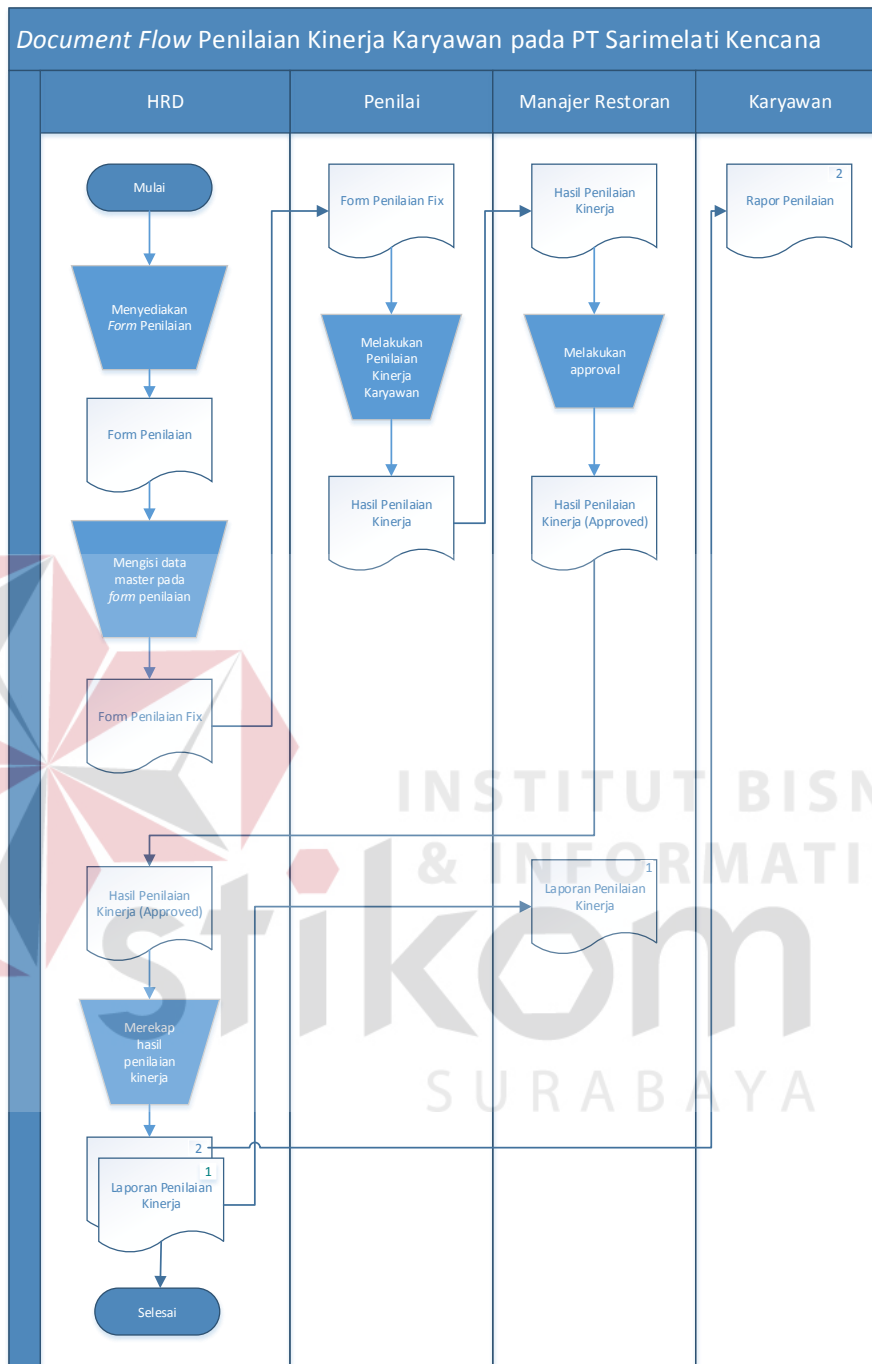 Document Flow Penilaian Kinerja Karyawan pada PT Sarimelati Kencana
HRD
Penilai
Manajer Restoran
Karyawan
Mulai
Menyediakan
Form Penilaian
Form Penilaian
Mengisi data
master pada
form penilaian
Form Penilaian Fix
Hasil Penilaian
Kinerja (Approved)
Merekap
hasil
penilaian
kinerja
2
1
Laporan Penilaian
Kinerja
Selesai
Form Penilaian Fix
Melakukan
Penilaian
Kinerja
Karyawan
Hasil Penilaian
Kinerja
Hasil Penilaian
Kinerja
Melakukan
approval
Hasil Penilaian
Kinerja (Approved)
1
Laporan Penilaian
Kinerja
2
Rapor Penilaian
INSTITUT BISN
& INFORMATI
stikom
SURABAYA